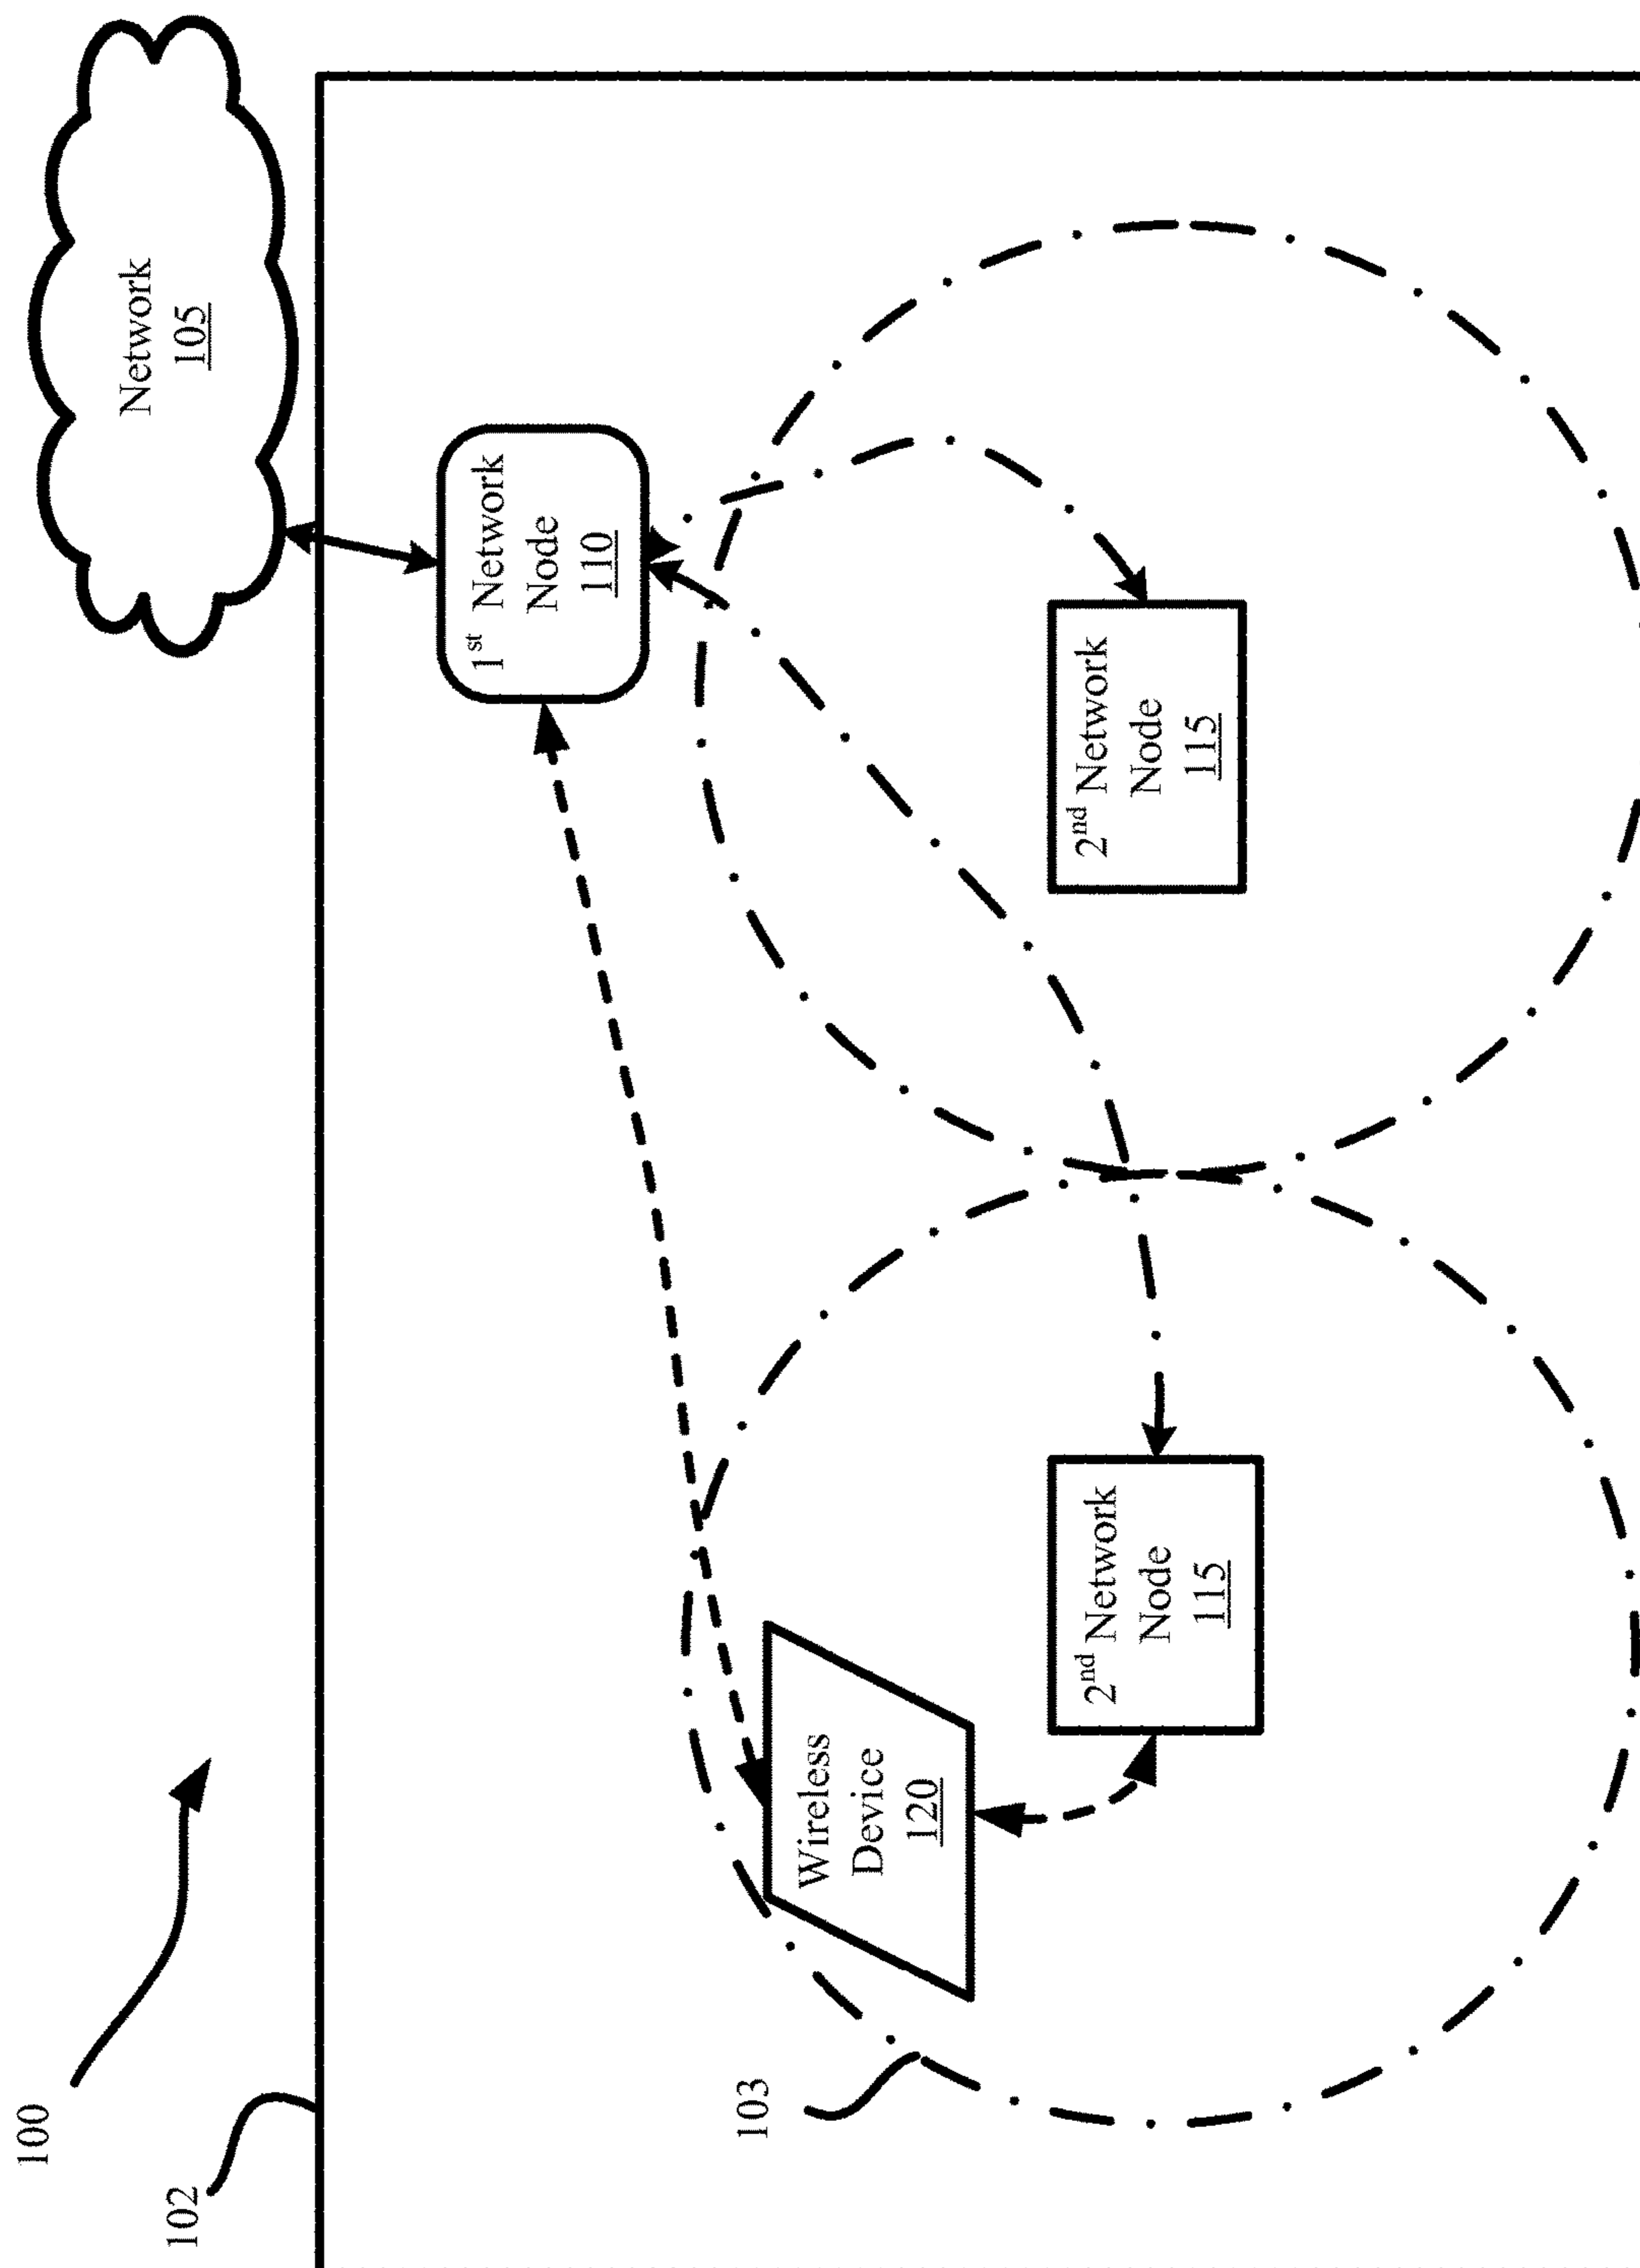 100
102
Network
105
1st Network
Node
110
103
Wireless
Device
120
2nd Network
Node
115
2nd Network
Node
115